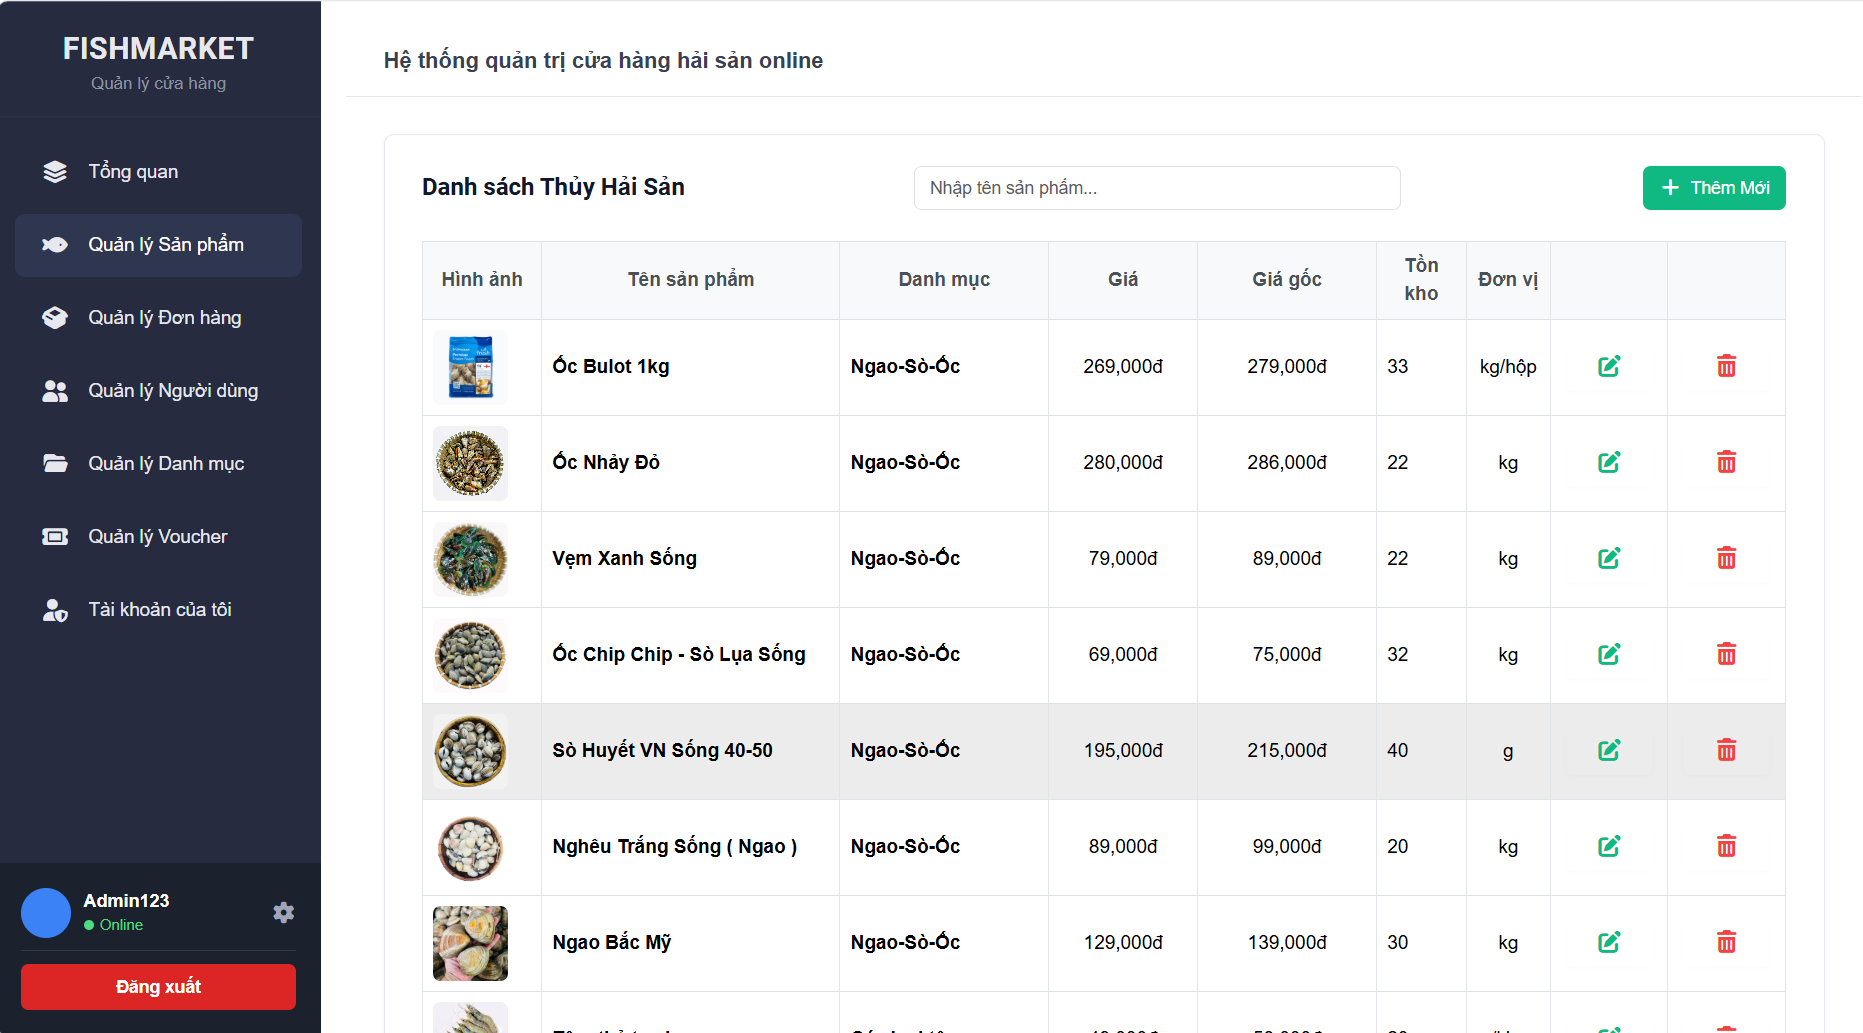 FISHMARKET
Quản lý cửa hàng
Tổng quan
Quản lý Sản phẩm
Quản lý Đơn hàng
Quản lý Người dùng
Quản lý Danh mục
Quản lý Voucher
Tài khoản của tôi
Admin123
Online
Đăng xuất
Hệ thống quản trị cửa hàng hải sản online
Danh sách Thủy Hải Sản
Nhập tên sản phẩm...
Thêm Mới
Hình ảnh Tên sản phẩm Danh mục Giá Giá gốc Tồn kho Đơn vị
Ốc Bulot 1kg Ngao-Sò-Ốc 269,000đ 279,000đ 33 kg/hộp
Ốc Nhảy Đỏ Ngao-Sò-Ốc 280,000đ 286,000đ 22 kg
Vẹm Xanh Sống Ngao-Sò-Ốc 79,000đ 89,000đ 22 kg
Ốc Chip Chip - Sò Lụa Sống Ngao-Sò-Ốc 69,000đ 75,000đ 32 kg
Sò Huyết VN Sống 40-50 Ngao-Sò-Ốc 195,000đ 215,000đ 40 g
Nghêu Trắng Sống ( Ngao ) Ngao-Sò-Ốc 89,000đ 99,000đ 20 kg
Ngao Bắc Mỹ Ngao-Sò-Ốc 129,000đ 139,000đ 30 kg